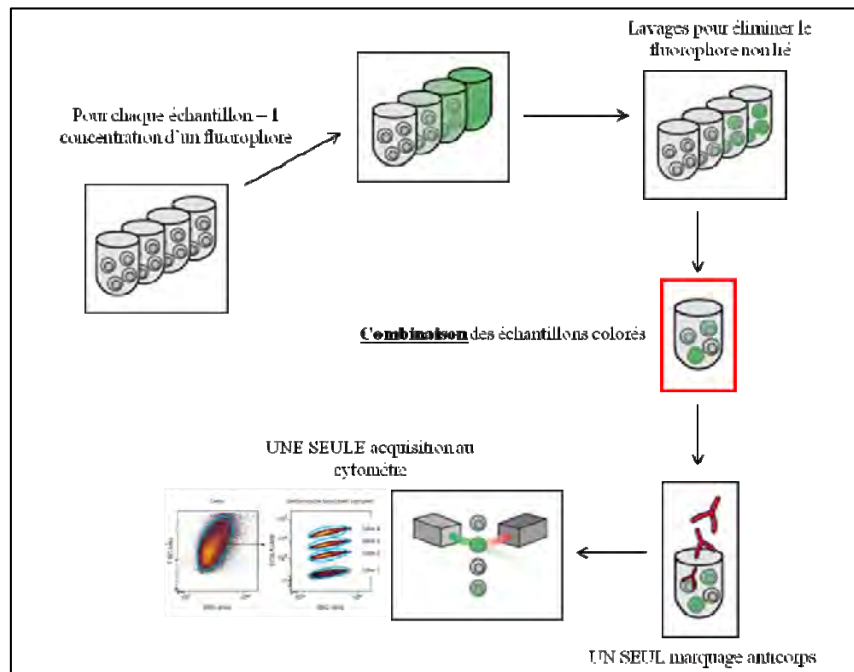 Pour chaque échantillon – 1
concentration d'un fluorophore
Lavages pour éliminer le
fluorophore non lié
Combinaison des échantillons colorés
UN SEUL marquage anticorps
UNE SEULE acquisition au
cytomètre